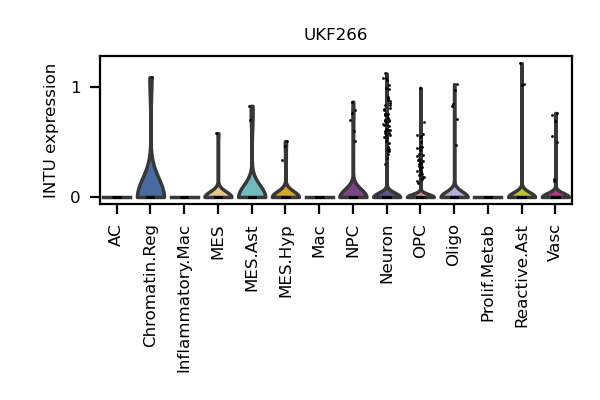 UKF266
INTU expression
1
0
AC
Chromatin.Reg
Inflammatory.Mac
MES
MES.Ast
MES.Hyp
Mac
NPC
Neuron
OPC
Oligo
Prolif.Metab
Reactive.Ast
Vasc